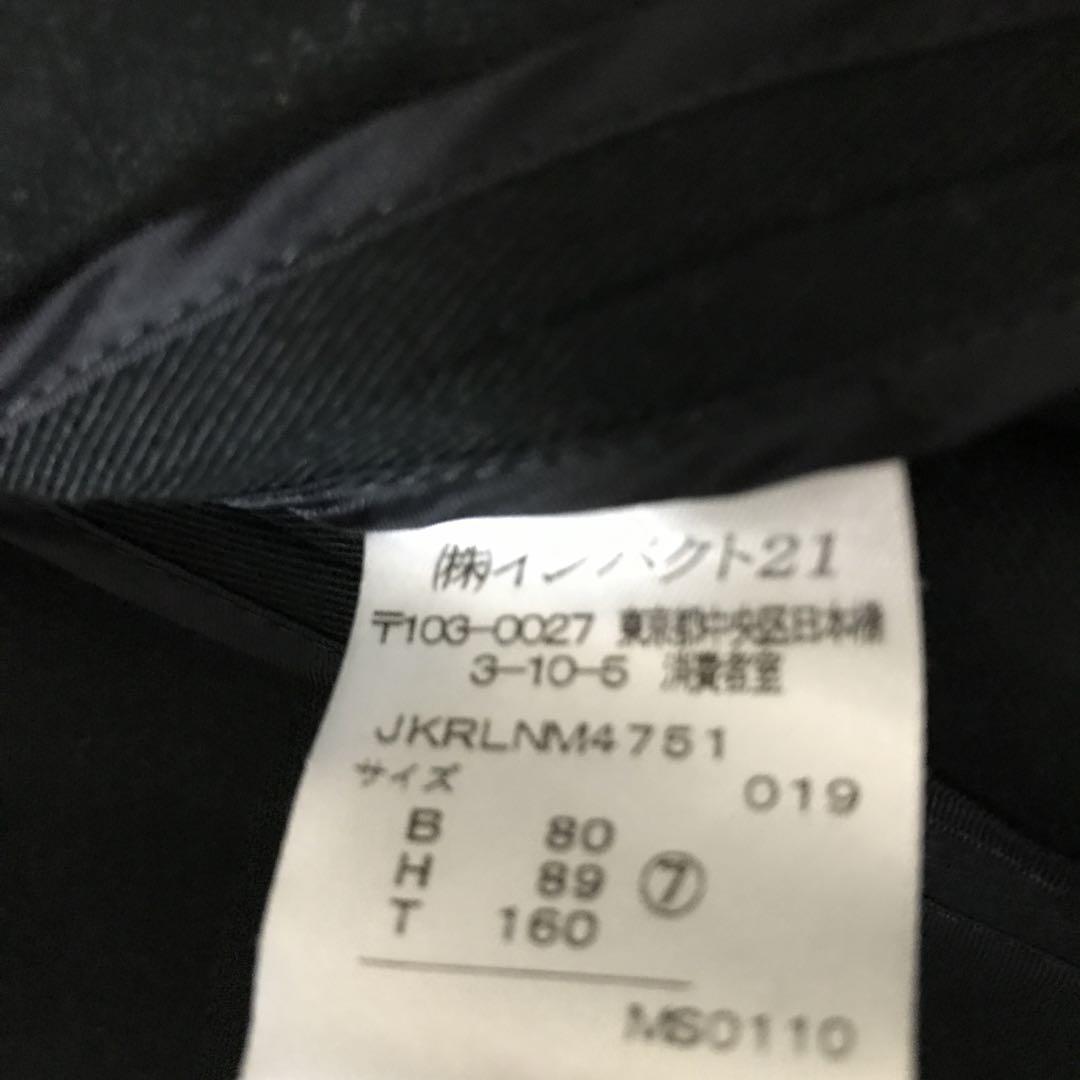 ㈱インパクト21
〒103-0027 東京都中央区日本橋
3-10-5 消費者室
JKRLNM4751
サイズ 019
B 80
H 89 ⑦
T 160
MS0110